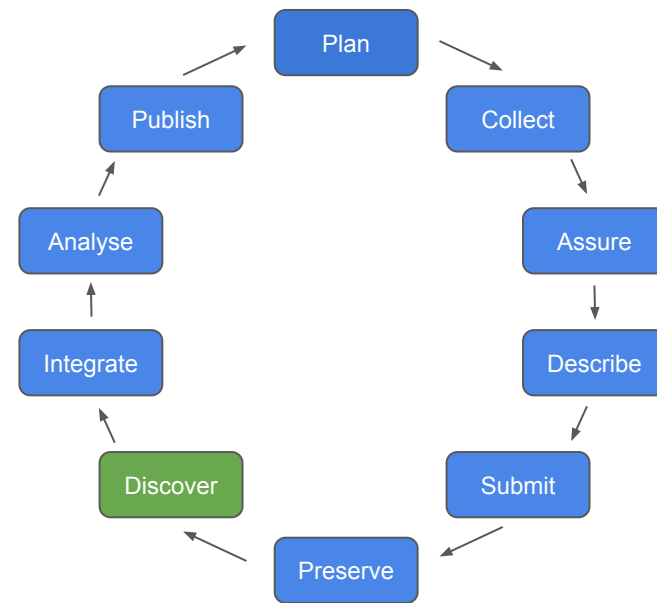 Plan
Collect
Assure
Describe
Submit
Preserve
Discover
Integrate
Analyse
Publish